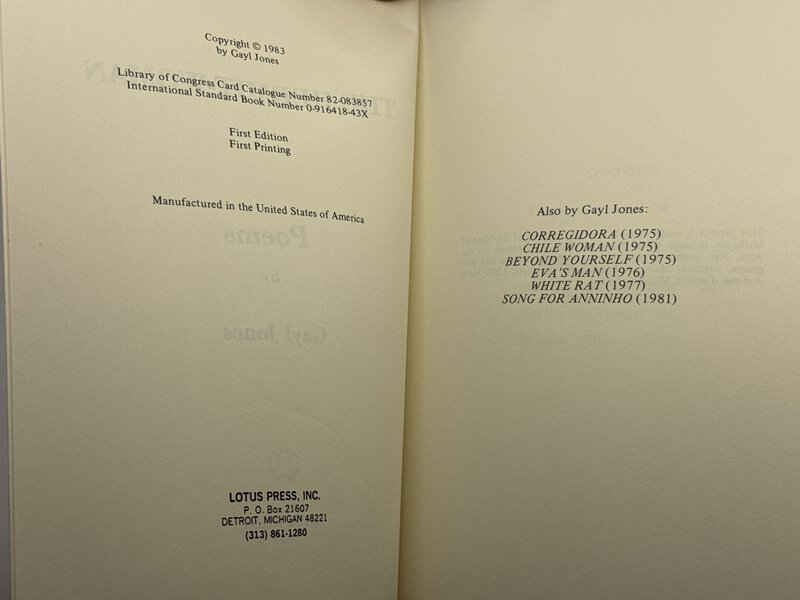 Copyright © 1983
by Gayl Jones
Library of Congress Card Catalogue Number 82-083857
International Standard Book Number 0-916418-43X
First Edition
First Printing
Manufactured in the United States of America
LOTUS PRESS, INC.
P. O. Box 21607
DETROIT, MICHIGAN 48221
(313) 861-1280
Also by Gayl Jones:
CORREGIDORA (1975)
CHILE WOMAN (1975)
BEYOND YOURSELF (1975)
EVA'S MAN (1976)
WHITE RAT (1977)
SONG FOR ANNINHO (1981)